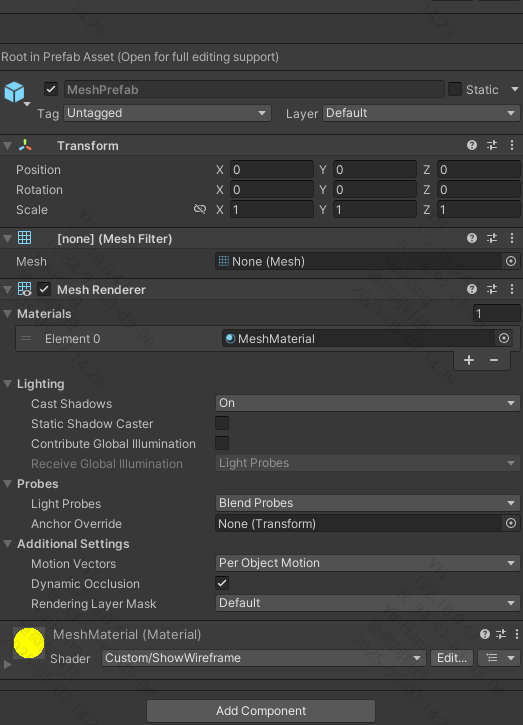 Root in Prefab Asset (Open for full editing support)
MeshPrefab Static
Tag Untagged Layer Default
Transform
Position X 0 Y 0 Z 0
Rotation X 0 Y 0 Z 0
Scale X 1 Y 1 Z 1
[none] (Mesh Filter)
Mesh None (Mesh)
Mesh Renderer
Materials 1
Element 0 MeshMaterial
Lighting
Cast Shadows On
Static Shadow Caster
Contribute Global Illumination
Receive Global Illumination Light Probes
Probes
Light Probes Blend Probes
Anchor Override None (Transform)
Additional Settings
Motion Vectors Per Object Motion
Dynamic Occlusion
Rendering Layer Mask Default
MeshMaterial (Material)
Shader Custom/ShowWireframe Edit...
Add Component